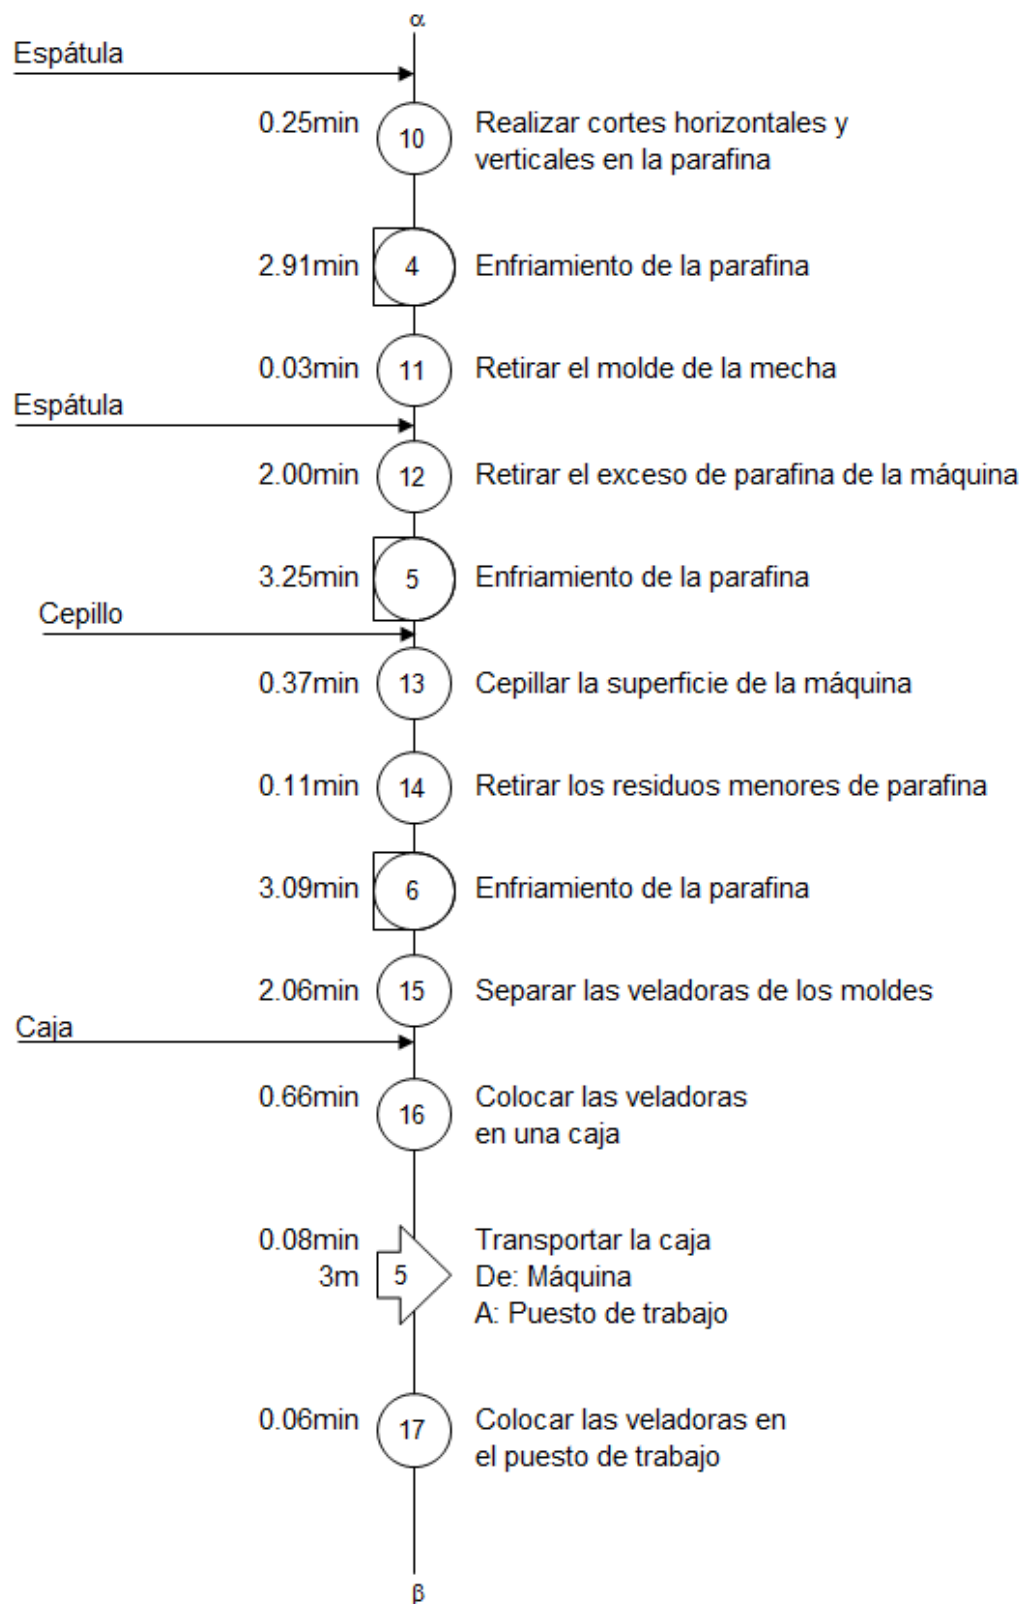 α
Espátula
0.25min 10 Realizar cortes horizontales y
verticales en la parafina
2.91min 4 Enfriamiento de la parafina
0.03min 11 Retirar el molde de la mecha
Espátula
2.00min 12 Retirar el exceso de parafina de la máquina
3.25min 5 Enfriamiento de la parafina
Cepillo
0.37min 13 Cepillar la superficie de la máquina
0.11min 14 Retirar los residuos menores de parafina
3.09min 6 Enfriamiento de la parafina
2.06min 15 Separar las veladoras de los moldes
Caja
0.66min 16 Colocar las veladoras
en una caja
0.08min Transportar la caja
3m 5 De: Máquina
A: Puesto de trabajo
0.06min 17 Colocar las veladoras en
el puesto de trabajo
β